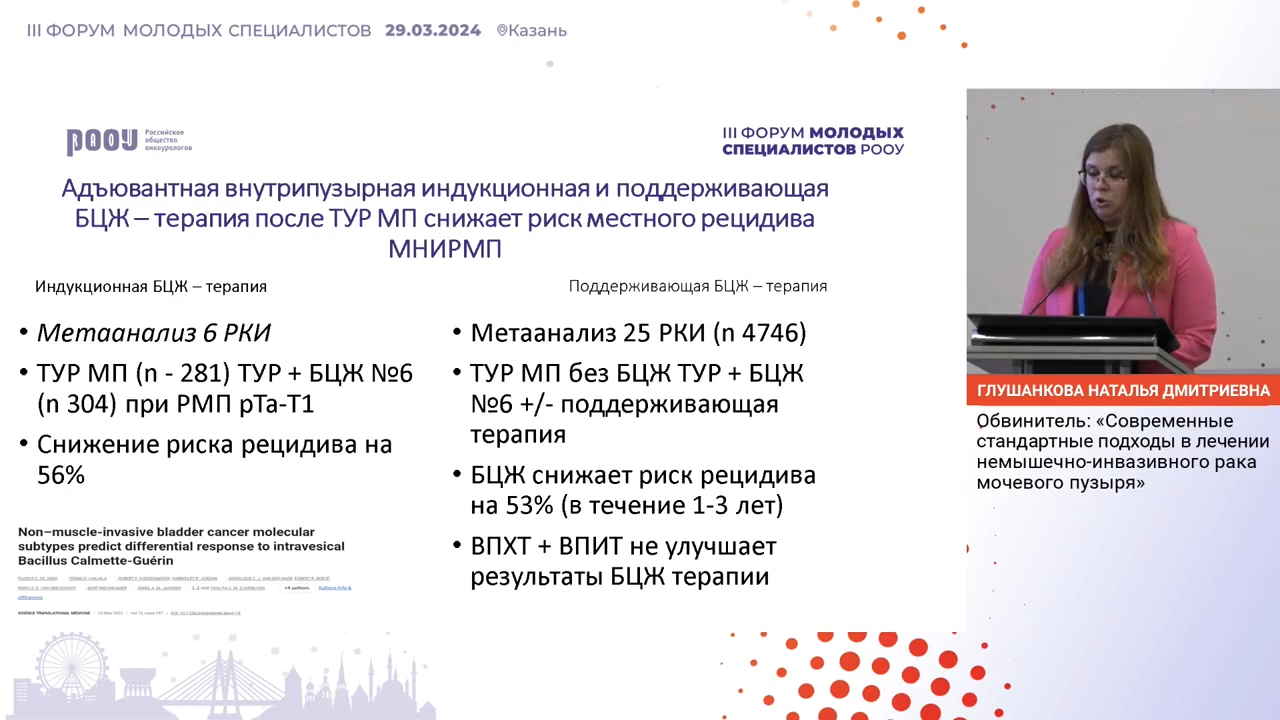 III ФОРУМ МОЛОДЫХ СПЕЦИАЛИСТОВ 29.03.2024 Казань
РООУ Российское общество онкоурологов
III ФОРУМ МОЛОДЫХ
СПЕЦИАЛИСТОВ РООУ
Адъювантная внутрипузырная индукционная и поддерживающая
БЦЖ – терапия после ТУР МП снижает риск местного рецидива
МНИРМП
Индукционная БЦЖ – терапия
• Метаанализ 6 РКИ
• ТУР МП (n - 281) ТУР + БЦЖ №6
(n 304) при РМП рТа-Т1
• Снижение риска рецидива на
56%
Non–muscle-invasive bladder cancer molecular
subtypes predict differential response to intravesical
Bacillus Calmette-Guérin
Поддерживающая БЦЖ – терапия
• Метаанализ 25 РКИ (n 4746)
• ТУР МП без БЦЖ ТУР + БЦЖ
№6 +/- поддерживающая
терапия
• БЦЖ снижает риск рецидива
на 53% (в течение 1-3 лет)
• ВПХТ + ВПИТ не улучшает
результаты БЦЖ терапии
ГЛУШАНКОВА НАТАЛЬЯ ДМИТРИЕВНА
Обвинитель: «Современные
стандартные подходы в лечении
немышечно-инвазивного рака
мочевого пузыря»